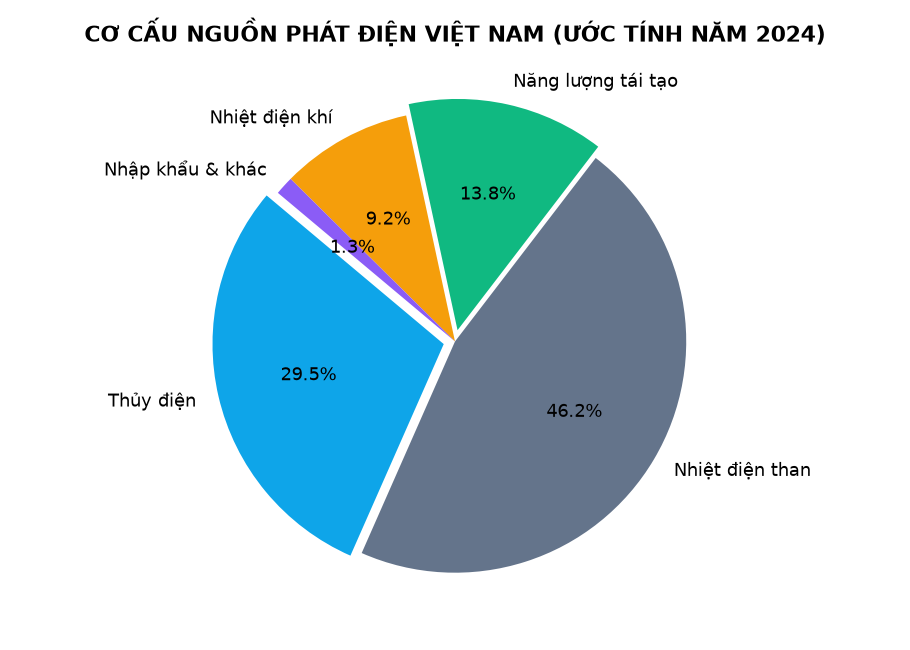 CƠ CẤU NGUỒN PHÁT ĐIỆN VIỆT NAM (ƯỚC TÍNH NĂM 2024)
Năng lượng tái tạo
Nhiệt điện khí
Nhập khẩu & khác
13.8%
9.2%
1.3%
29.5%
Thủy điện
46.2%
Nhiệt điện than